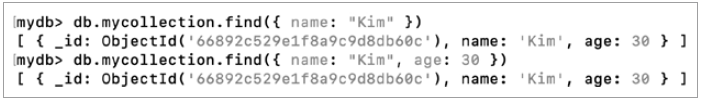 mydb> db.mycollection.find({ name: "Kim" })
[ { _id: ObjectId('66892c529e1f8a9c9d8db60c'), name: 'Kim', age: 30 } ]
mydb> db.mycollection.find({ name: "Kim", age: 30 })
[ { _id: ObjectId('66892c529e1f8a9c9d8db60c'), name: 'Kim', age: 30 } ]